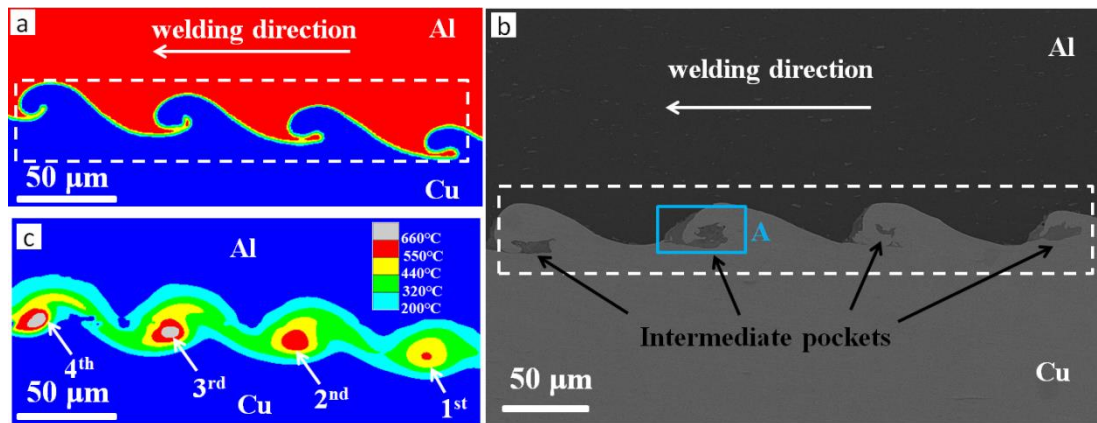 a
welding direction
Al
50 μm
Cu
b
Al
welding direction
A
Intermediate pockets
50 μm
Cu
c
Al
660°C
550°C
440°C
320°C
200°C
4th
3rd
2nd
1st
50 μm
Cu